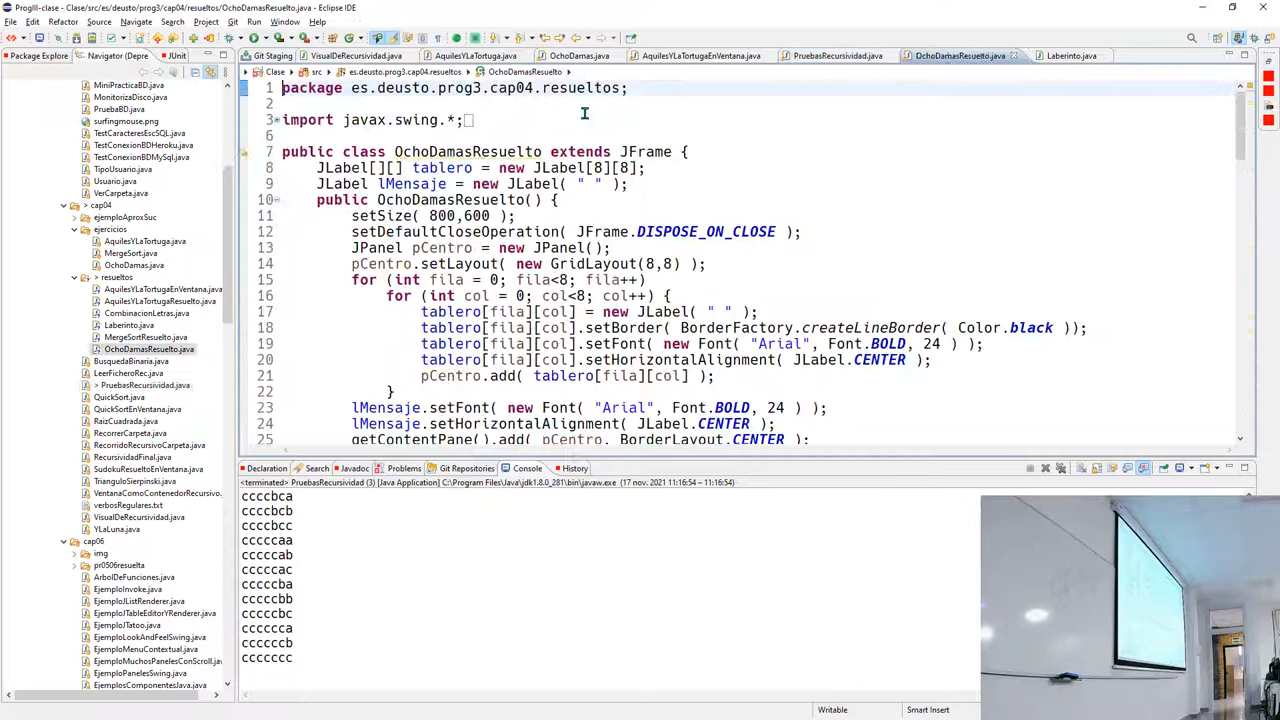 ProgIII-clase - Clase/src/es/deusto/prog3/cap04/resueltos/OchoDamasResuelto.java - Eclipse IDE
File Edit Refactor Source Navigate Search Project Git Run Window Help
Package Explorer Navigator (Depre JUnit
Git Staging VisualDeRecursividad.java AquilesYLaTortuga.java OchoDamas.java AquilesYLaTortugaEnVentana.java PruebasRecursividad.java OchoDamasResuelto.java Laberinto.java
Clase src es.deusto.prog3.cap04.resueltos OchoDamasResuelto
MiniPracticaBD.java
MonitorizaDisco.java
PruebaBD.java
surfingmouse.png
TestCaracteresEscSQL.java
TestConexionBDHomejava
TestConexionBDMySql.java
TipoUsuario.java
Usuario.java
VerCarpeta.java
> cap04
ejemploAproxSuc
ejercicios
AquilesYLaTortuga.java
MergeSort.java
OchoDamas.java
> resueltos
AquilesYLaTortugaEnVentana.java
AquilesYLaTortugaResuelto.java
CombinacionLetras.java
Laberinto.java
MergeSortResuelto.java
OchoDamasResuelto.java
BusquedaBinaria.java
LeerFicheroRec.java
> PruebasRecursividad.java
QuickSort.java
QuickSortEnVentana.java
RaizCuadrada.java
RecorrerCarpeta.java
RecorridoRecursivoCarpeta.java
RecursividadFinal.java
SudokuResueltoEnVentana.java
TrianguloSierpinski.java
VentanaComoContenedorRecursivo.
verbosRegulares.txt
VisualDeRecursividad.java
YLaLuna.java
cap06
img
pr0506resuelta
ArbolDeFunciones.java
EjemploInvoke.java
EjemploJListRenderer.java
EjemploJTableEditorYRenderer.java
EjemploJTatoo.java
EjemploLookAndFeelSwing.java
EjemploMenuContextual.java
EjemploMuchosPanelesConScroll.jav
EjemploPanelesSwing.java
EjemplosComponentesJava.java
1 package es.deusto.prog3.cap04.resueltos;
2
3 import javax.swing.*;
6
7 public class OchoDamasResuelto extends JFrame {
8 JLabel[][] tablero = new JLabel[8][8];
9 JLabel lMensaje = new JLabel( " " );
10 public OchoDamasResuelto() {
11 setSize( 800,600 );
12 setDefaultCloseOperation( JFrame.DISPOSE_ON_CLOSE );
13 JPanel pCentro = new JPanel();
14 pCentro.setLayout( new GridLayout(8,8) );
15 for (int fila = 0; fila<8; fila++)
16 for (int col = 0; col<8; col++) {
17 tablero[fila][col] = new JLabel( " " );
18 tablero[fila][col].setBorder( BorderFactory.createLineBorder( Color.black ));
19 tablero[fila][col].setFont( new Font( "Arial", Font.BOLD, 24 ) );
20 tablero[fila][col].setHorizontalAlignment( JLabel.CENTER );
21 pCentro.add( tablero[fila][col] );
22 }
23 lMensaje.setFont( new Font( "Arial", Font.BOLD, 24 ) );
24 lMensaje.setHorizontalAlignment( JLabel.CENTER );
25 getContentPane().add( pCentro, BorderLayout.CENTER );
Declaration Search Javadoc Problems Git Repositories Console History
<terminated> PruebasRecursividad (3) [Java Application] C:\Program Files\Java\jdk1.8.0_281\bin\javaw.exe (17 nov. 2021 11:16:54 – 11:16:54)
ccccbca
ccccbcb
ccccbcc
cccccaa
cccccab
cccccac
cccccba
cccccbb
cccccbc
cccccca
ccccccb
ccccccc
Writable Smart Insert